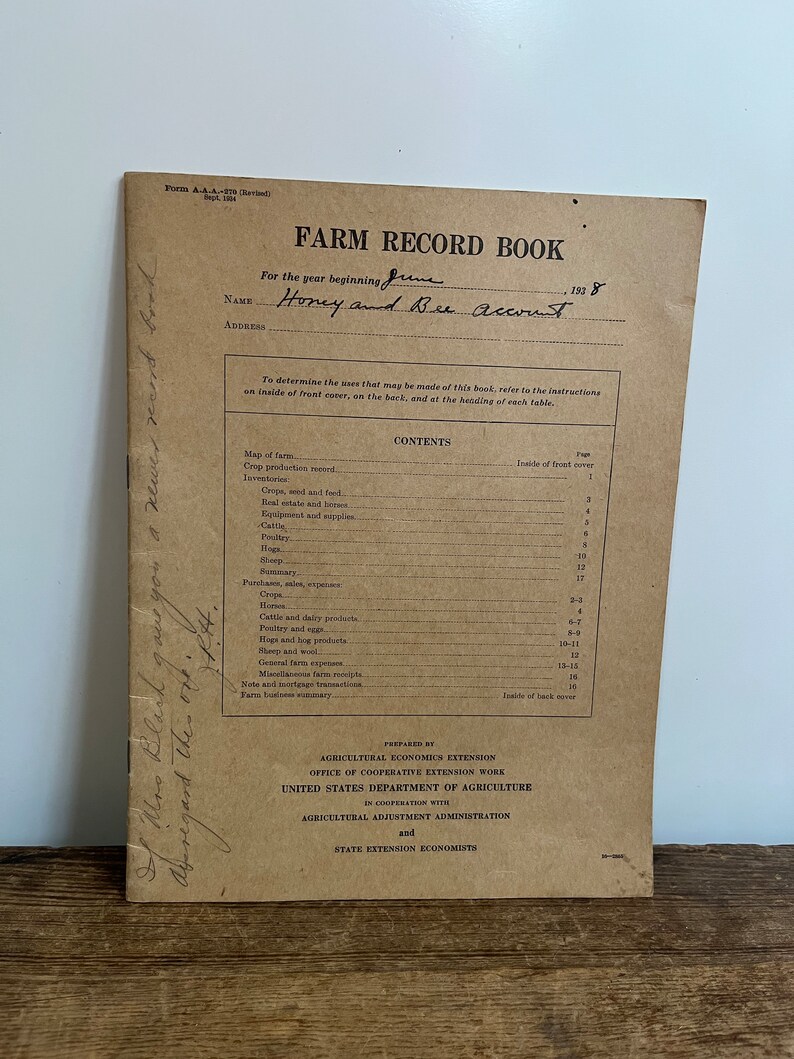 Form A.A.A.-270 (Revised)
Sept. 1934
FARM RECORD BOOK
For the year beginning June, 1938
NAME Honey and Bee account
ADDRESS
To determine the uses that may be made of this book, refer to the instructions
on inside of front cover, on the back, and at the heading of each table.
CONTENTS
Page
Map of farm Inside of front cover
Crop production record 1
Inventories:
Crops, seed and feed 3
Real estate and horses 4
Equipment and supplies 5
Cattle 6
Poultry 8
Hogs 10
Sheep 12
Summary 17
Purchases, sales, expenses:
Crops 2-3
Horses 4
Cattle and dairy products 6-7
Poultry and eggs 8-9
Hogs and hog products 10-11
Sheep and wool 12
General farm expenses 13-15
Miscellaneous farm receipts 16
Note and mortgage transactions 16
Farm business summary Inside of back cover
PREPARED BY
AGRICULTURAL ECONOMICS EXTENSION
OFFICE OF COOPERATIVE EXTENSION WORK
UNITED STATES DEPARTMENT OF AGRICULTURE
IN COOPERATION WITH
AGRICULTURAL ADJUSTMENT ADMINISTRATION
and
STATE EXTENSION ECONOMISTS
If Mrs gave you a newer record book
this one.